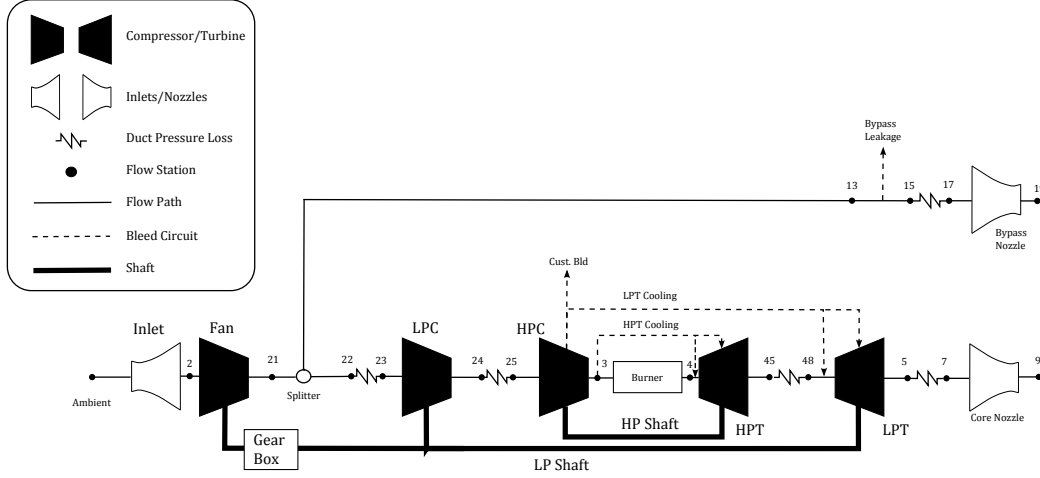 Compressor/Turbine
Inlets/Nozzles
Duct Pressure Loss
Flow Station
Flow Path
Bleed Circuit
Shaft
Bypass
Leakage
13
15
17
Bypass
Nozzle
Cust. Bld
LPT Cooling
HPT Cooling
Inlet
Fan
LPC
HPC
2
21
22
23
24
25
3
Burner
4
45
48
5
7
9
Ambient
Splitter
Core Nozzle
HP Shaft
HPT
LPT
Gear
Box
LP Shaft